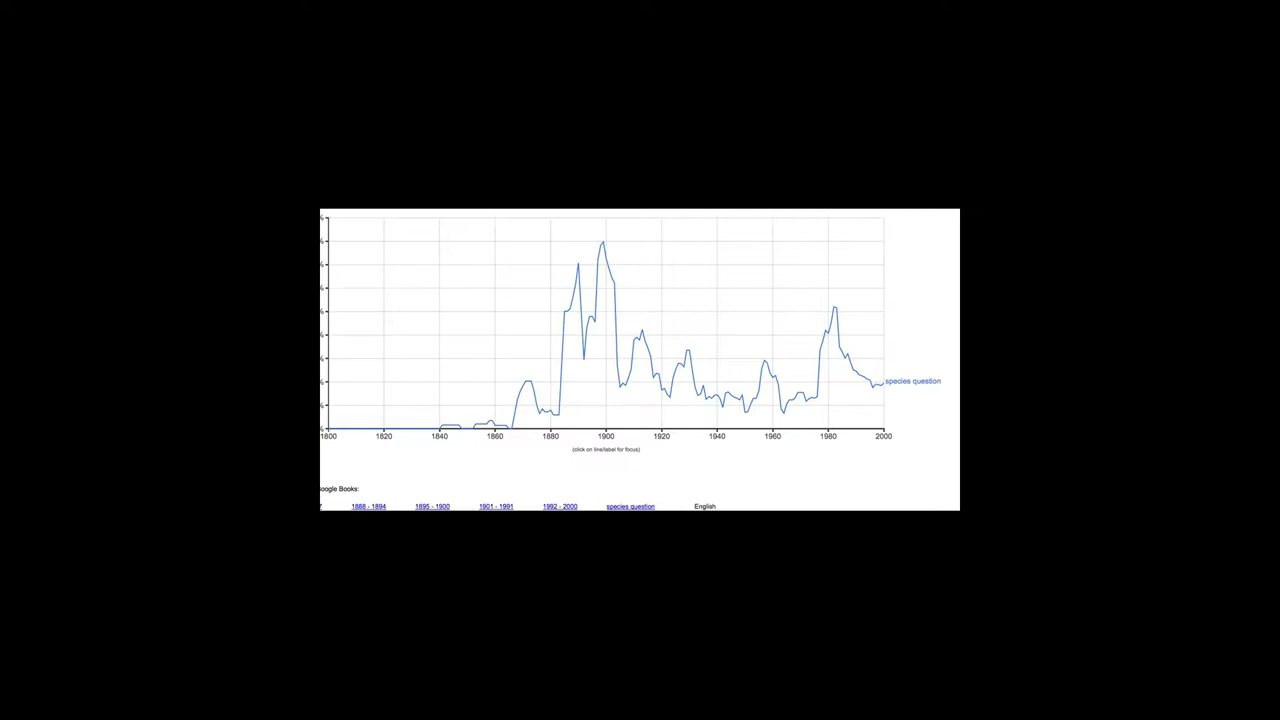 1800 1820 1840 1860 1880 1900 1920 1940 1960 1980 2000
species question
(click on line/label for focus)
Books:
1888 - 1894 1895 - 1900 1901 - 1991 1992 - 2000 species question English